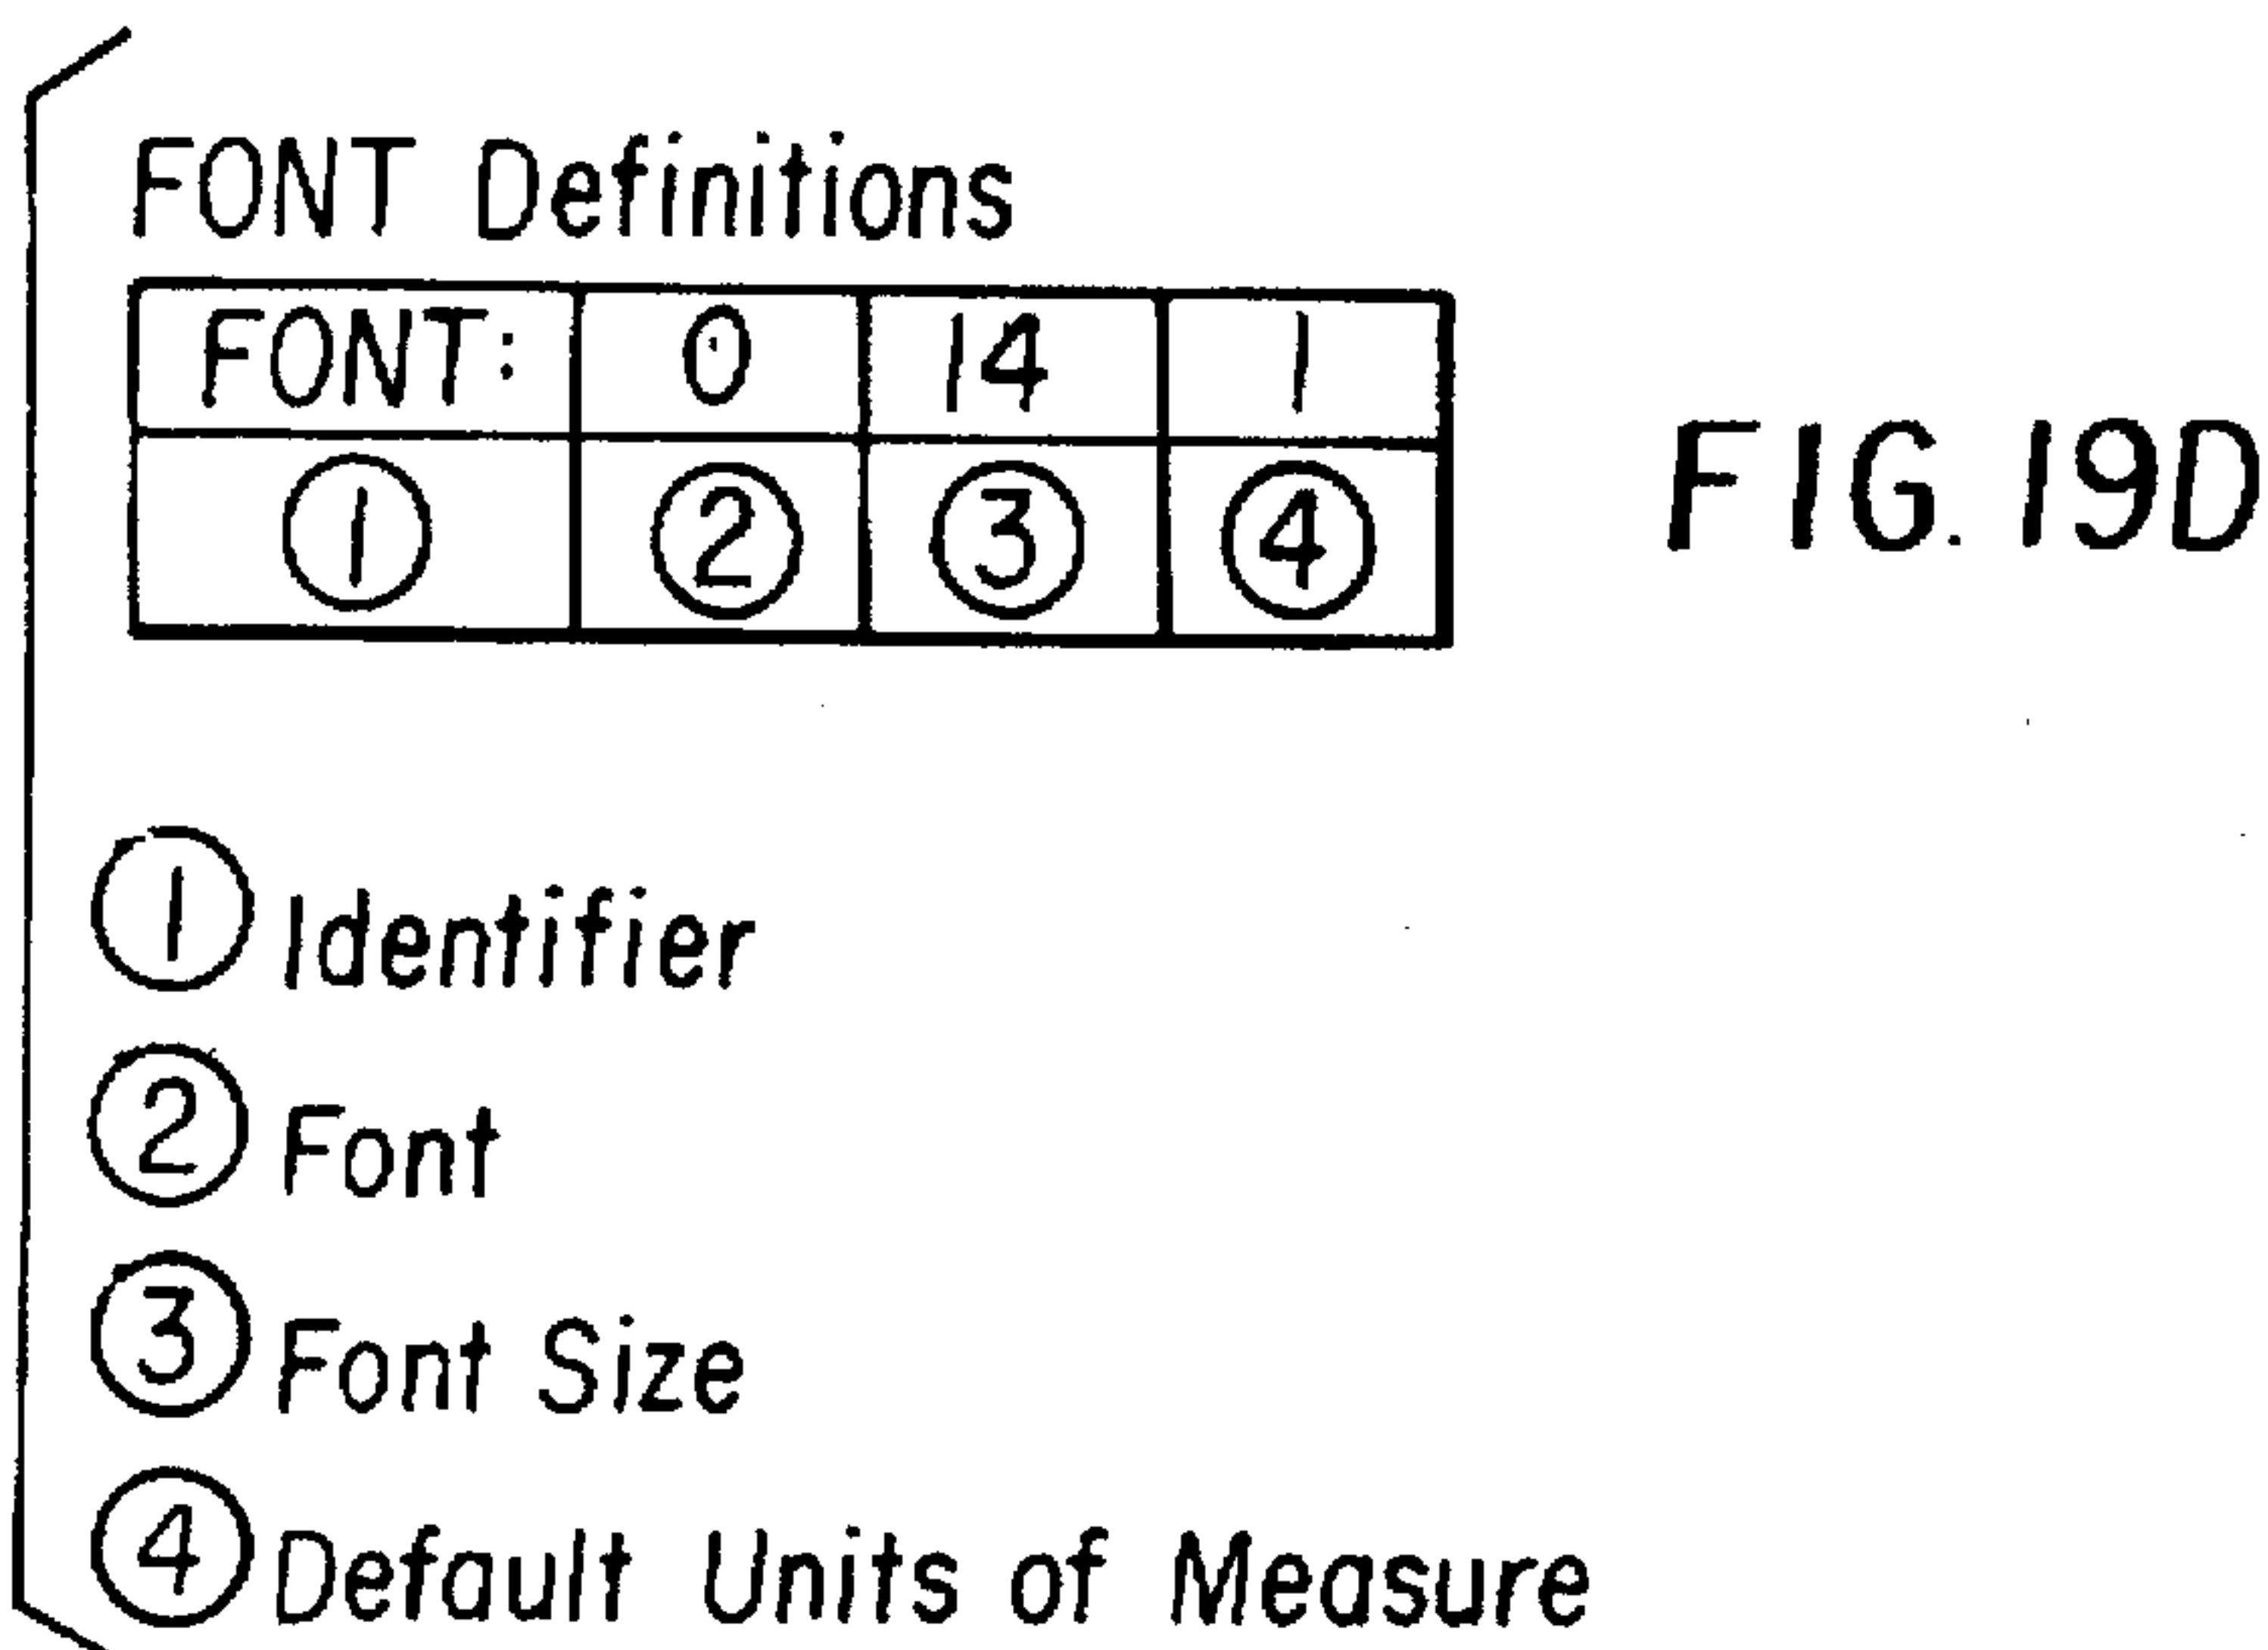 FONT Definitions
FONT: 0 14 1
① ② ③ ④
FIG. 19D
① Identifier
② Font
③ Font Size
④ Default Units of Measure